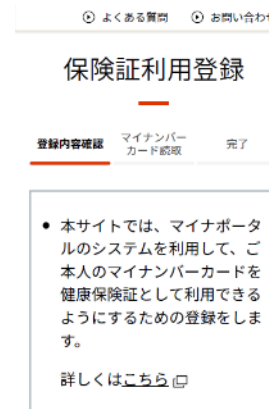 よくある質問 お問い合わせ
保険証利用登録
登録内容確認 マイナンバー
カード読取 完了
本サイトでは、マイナポータ
ルのシステムを利用して、ご
本人のマイナンバーカードを
健康保険証として利用できる
ようにするための登録をしま
す。
詳しくはこちら